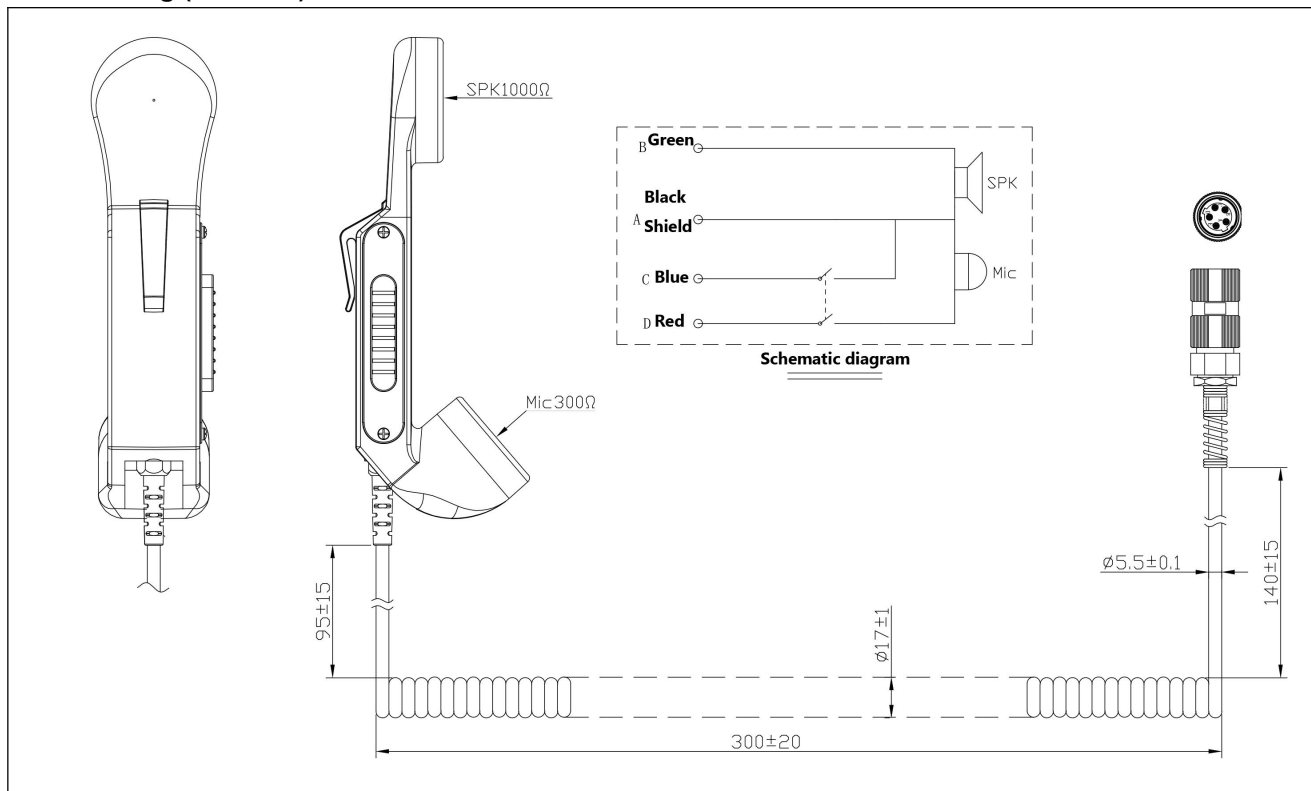 SPK1000Ω
B Green
SPK
Black
A Shield
C Blue
Mic
D Red
Schematic diagram
Mic300Ω
95±15
ø17±1
ø5.5±0.1
140±15
300±20